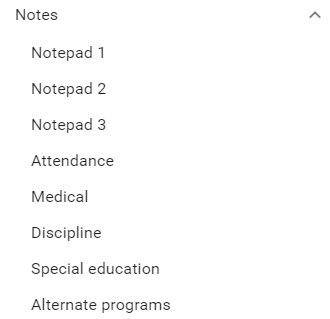 Notes
Notepad 1
Notepad 2
Notepad 3
Attendance
Medical
Discipline
Special education
Alternate programs